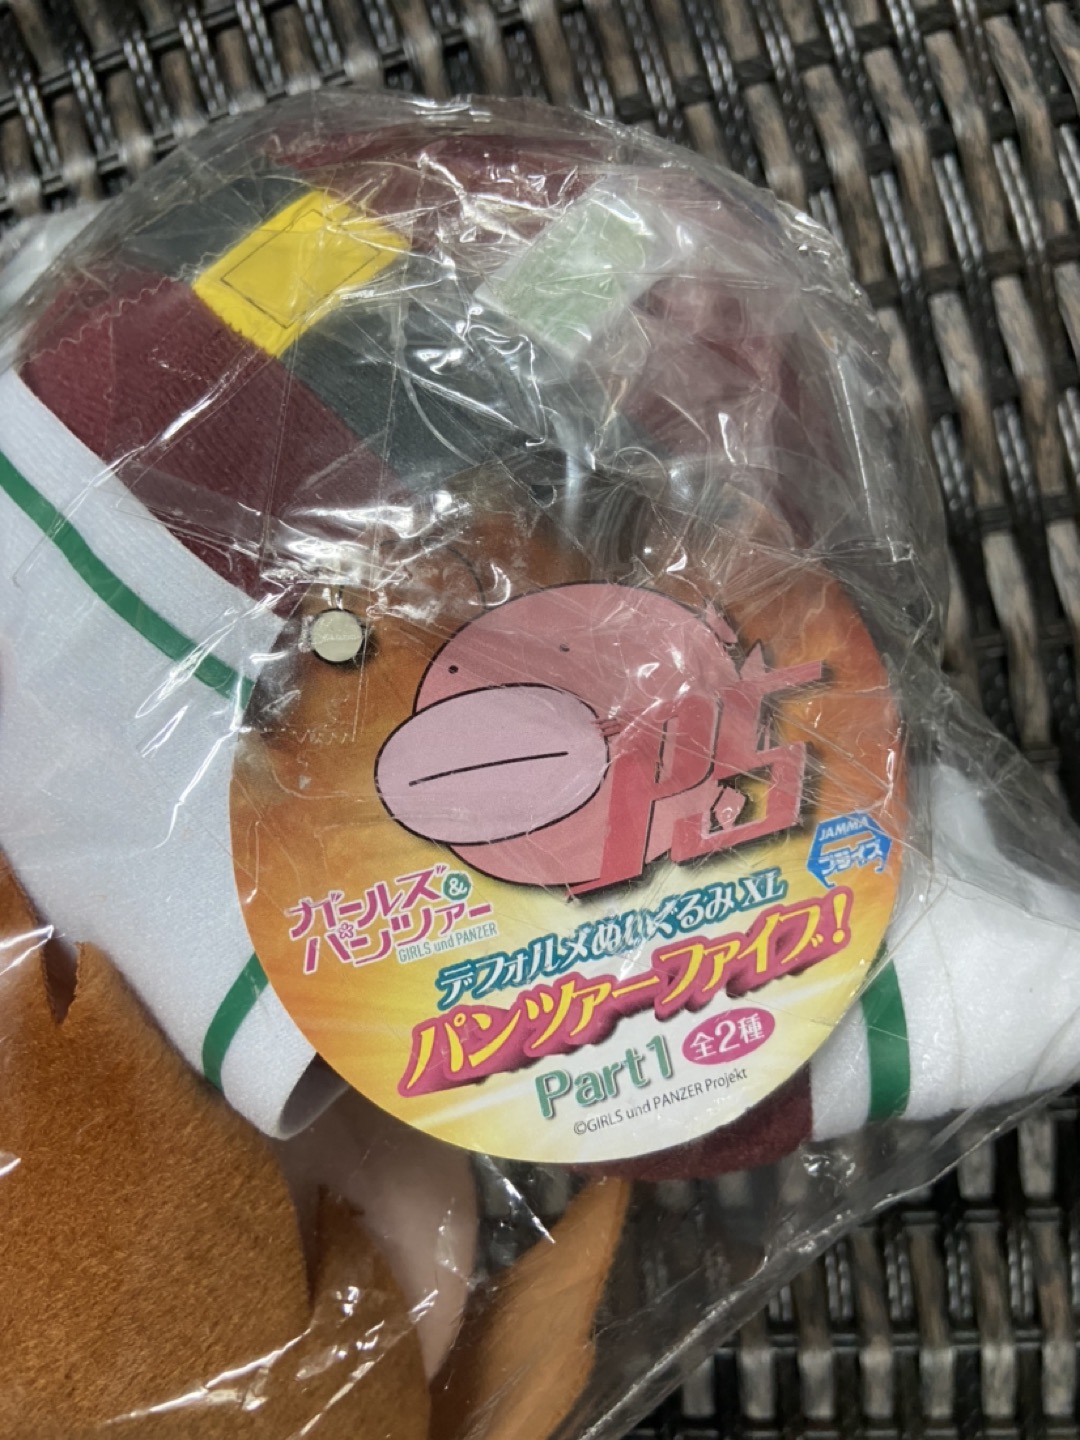 P5
JAMMA
プライズ
ガールズ&
パンツァー
GIRLS und PANZER
デフォルメぬいぐるみXL
パンツァーファイブ!
Part1
全2種
©GIRLS und PANZER Projekt